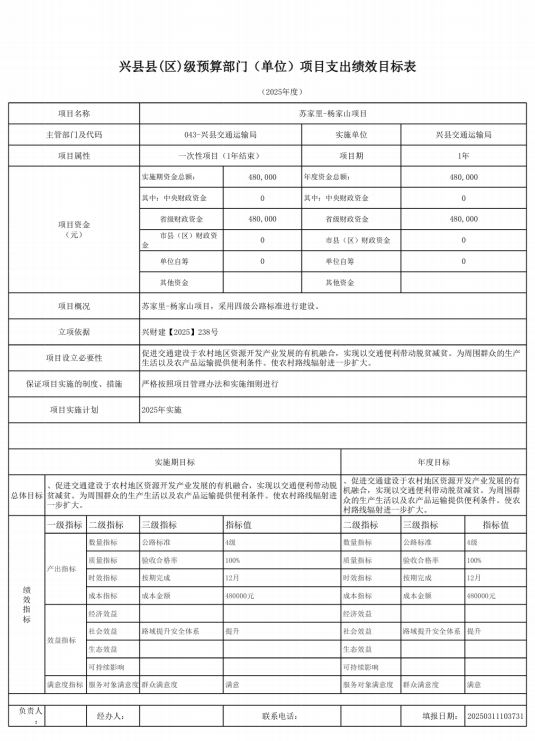 兴县县(区)级预算部门（单位）项目支出绩效目标表
（2025年度）
项目名称 苏家里-杨家山项目
主管部门及代码 043-兴县交通运输局 实施单位 兴县交通运输局
项目属性 一次性项目（1年结束） 项目期 1年
项目资金
（元）
实施期资金总额： 480,000 年度资金总额： 480,000
其中：中央财政资金 0 其中：中央财政资金 0
省级财政资金 480,000 省级财政资金 480,000
市县（区）财政资
金 0 市县（区）财政资金 0
单位自筹 0 单位自筹 0
其他资金 其他资金
项目概况 苏家里-杨家山项目，采用四级公路标准进行建设。
立项依据 兴财建【2025】238号
项目设立必要性
促进交通建设于农村地区资源开发产业发展的有机融合，实现以交通便利带动脱贫减贫。为周围群众的生产
生活以及农产品运输提供便利条件。使农村路线辐射进一步扩大。
保证项目实施的制度、措施 严格按照项目管理办法和实施细则进行
项目实施计划 2025年实施
实施期目标 年度目标
总体目标
、促进交通建设于农村地区资源开发产业发展的有机融合，实现以交通便利带动脱
贫减贫。为周围群众的生产生活以及农产品运输提供便利条件。使农村路线辐射进
一步扩大。
、促进交通建设于农村地区资源开发产业发展的有
机融合，实现以交通便利带动脱贫减贫。为周围群
众的生产生活以及农产品运输提供便利条件。使农
村路线辐射进一步扩大。
绩
效
指
标
一级指标 二级指标 三级指标 指标值 二级指标 三级指标 指标值
产出指标
数量指标 公路标准 4级 数量指标 公路标准 4级
质量指标 验收合格率 100% 质量指标 验收合格率 100%
时效指标 按期完成 12月 时效指标 按期完成 12月
成本指标 成本金额 480000元 成本指标 成本金额 480000元
效益指标
经济效益 经济效益
社会效益 路域提升安全体系 提升 社会效益 路域提升安全体系 提升
生态效益 生态效益
可持续影响 可持续影响
满意度指标 服务对象满意度 群众满意度 满意 服务对象满意度 群众满意度 满意
负责人
： 经办人： 联系电话： 填报日期： 20250311103731